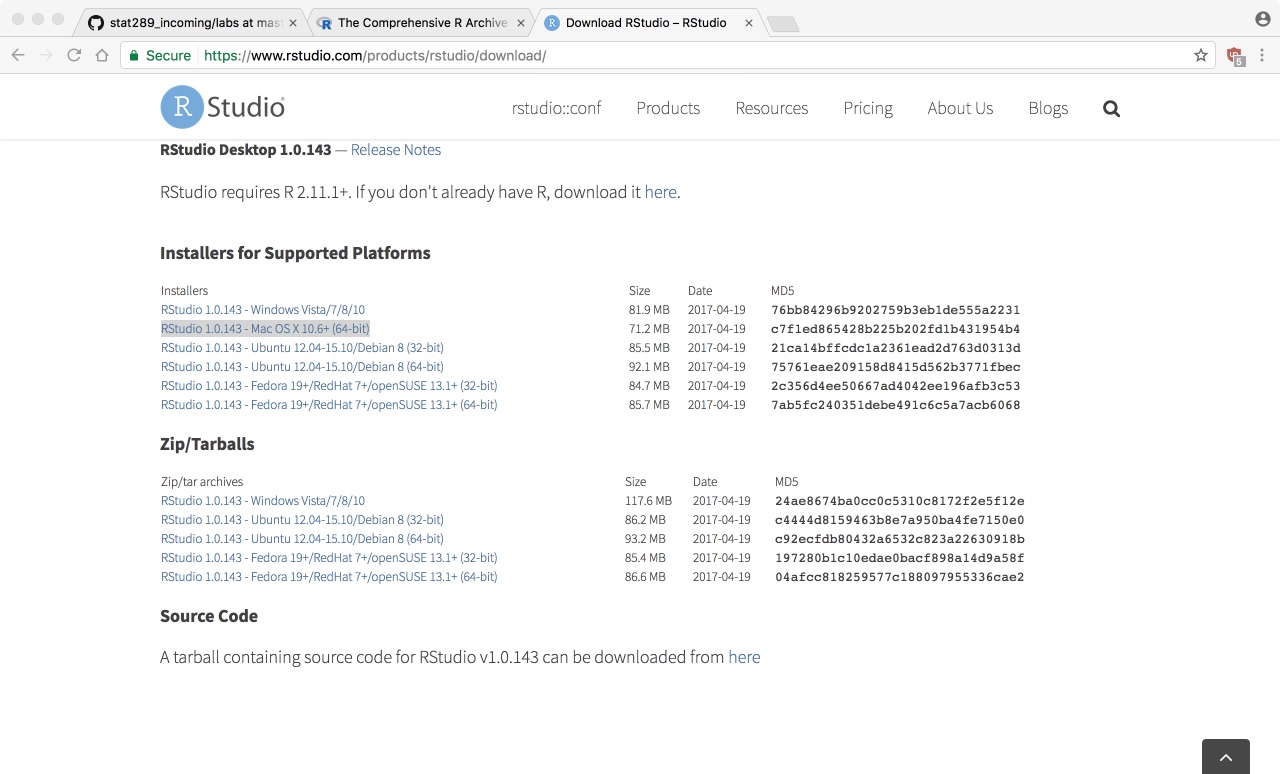 stat289_incoming/labs at mast
The Comprehensive R Archive
Download RStudio – RStudio
Secure https://www.rstudio.com/products/rstudio/download/
5
R Studio
rstudio::conf Products Resources Pricing About Us Blogs
RStudio Desktop 1.0.143 — Release Notes
RStudio requires R 2.11.1+. If you don't already have R, download it here.
Installers for Supported Platforms
Installers Size Date MD5
RStudio 1.0.143 - Windows Vista/7/8/10 81.9 MB 2017-04-19 76bb84296b9202759b3eb1de555a2231
RStudio 1.0.143 - Mac OS X 10.6+ (64-bit) 71.2 MB 2017-04-19 c7f1ed865428b225b202fd1b431954b4
RStudio 1.0.143 - Ubuntu 12.04-15.10/Debian 8 (32-bit) 85.5 MB 2017-04-19 21ca14bffcdc1a2361ead2d763d0313d
RStudio 1.0.143 - Ubuntu 12.04-15.10/Debian 8 (64-bit) 92.1 MB 2017-04-19 75761eae209158d8415d562b3771fbec
RStudio 1.0.143 - Fedora 19+/RedHat 7+/openSUSE 13.1+ (32-bit) 84.7 MB 2017-04-19 2c356d4ee50667ad4042ee196afb3c53
RStudio 1.0.143 - Fedora 19+/RedHat 7+/openSUSE 13.1+ (64-bit) 85.7 MB 2017-04-19 7ab5fc240351debe491c6c5a7acb6068
Zip/Tarballs
Zip/tar archives Size Date MD5
RStudio 1.0.143 - Windows Vista/7/8/10 117.6 MB 2017-04-19 24ae8674ba0cc0c5310c8172f2e5f12e
RStudio 1.0.143 - Ubuntu 12.04-15.10/Debian 8 (32-bit) 86.2 MB 2017-04-19 c4444d8159463b8e7a950ba4fe7150e0
RStudio 1.0.143 - Ubuntu 12.04-15.10/Debian 8 (64-bit) 93.2 MB 2017-04-19 c92ecfdb80432a6532c823a22630918b
RStudio 1.0.143 - Fedora 19+/RedHat 7+/openSUSE 13.1+ (32-bit) 85.4 MB 2017-04-19 197280b1c10edae0bacf898a14d9a58f
RStudio 1.0.143 - Fedora 19+/RedHat 7+/openSUSE 13.1+ (64-bit) 86.6 MB 2017-04-19 04afcc818259577c188097955336cae2
Source Code
A tarball containing source code for RStudio v1.0.143 can be downloaded from here